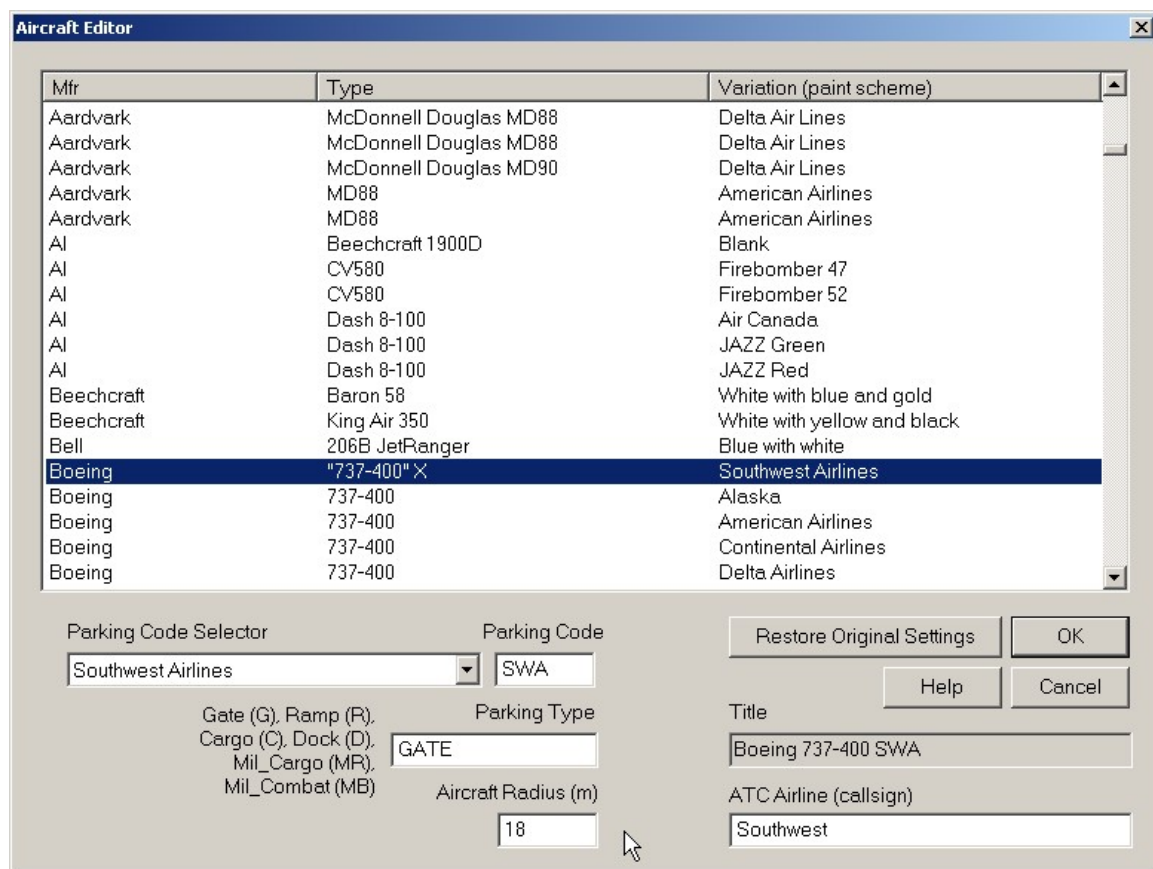 Aircraft Editor
Mfr Type Variation (paint scheme)
Aardvark McDonnell Douglas MD88 Delta Air Lines
Aardvark McDonnell Douglas MD88 Delta Air Lines
Aardvark McDonnell Douglas MD90 Delta Air Lines
Aardvark MD88 American Airlines
Aardvark MD88 American Airlines
AI Beechcraft 1900D Blank
AI CV580 Firebomber 47
AI CV580 Firebomber 52
AI Dash 8-100 Air Canada
AI Dash 8-100 JAZZ Green
AI Dash 8-100 JAZZ Red
Beechcraft Baron 58 White with blue and gold
Beechcraft King Air 350 White with yellow and black
Bell 206B JetRanger Blue with white
Boeing "737-400" X Southwest Airlines
Boeing 737-400 Alaska
Boeing 737-400 American Airlines
Boeing 737-400 Continental Airlines
Boeing 737-400 Delta Airlines
Parking Code Selector Parking Code
Southwest Airlines SWA
Restore Original Settings OK
Help Cancel
Gate (G), Ramp (R),
Cargo (C), Dock (D),
Mil_Cargo (MR),
Mil_Combat (MB)
Parking Type
GATE
Aircraft Radius (m)
18
Title
Boeing 737-400 SWA
ATC Airline (callsign)
Southwest